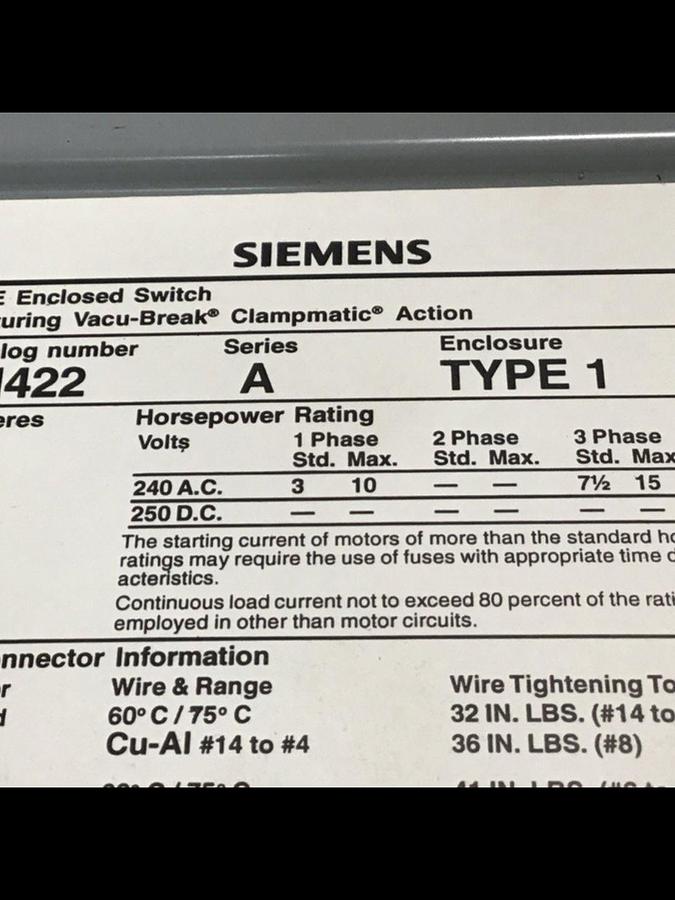 SIEMENS
E Enclosed Switch
uring Vacu-Break® Clampmatic® Action
log number Series Enclosure
422 A TYPE 1
eres Horsepower Rating
Volts 1 Phase 2 Phase 3 Phase
Std. Max. Std. Max. Std. Max
240 A.C. 3 10 — — 7½ 15
250 D.C. — — — — — —
The starting current of motors of more than the standard ho
ratings may require the use of fuses with appropriate time c
acteristics.
Continuous load current not to exceed 80 percent of the rati
employed in other than motor circuits.
nnector Information
r Wire & Range Wire Tightening To
d 60° C / 75° C 32 IN. LBS. (#14 to
Cu-Al #14 to #4 36 IN. LBS. (#8)